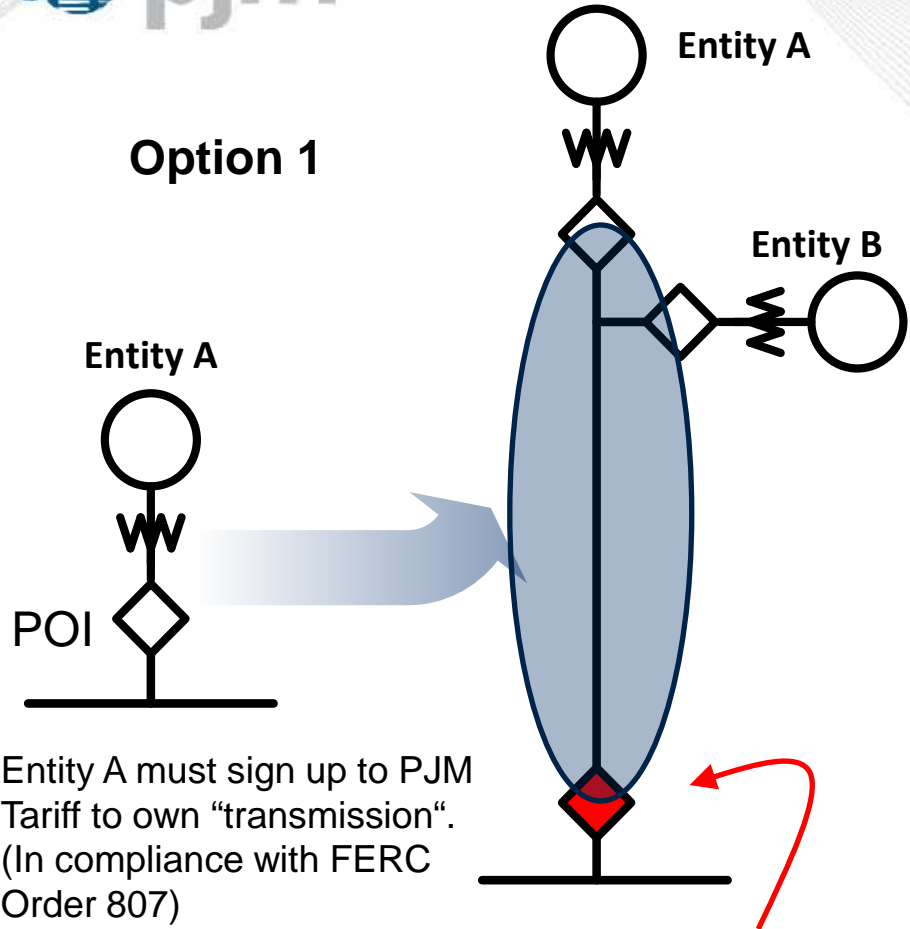 pjm
Entity A
Option 1
Entity B
Entity A
POI
Entity A must sign up to PJM
Tariff to own “transmission“.
(In compliance with FERC
Order 807)